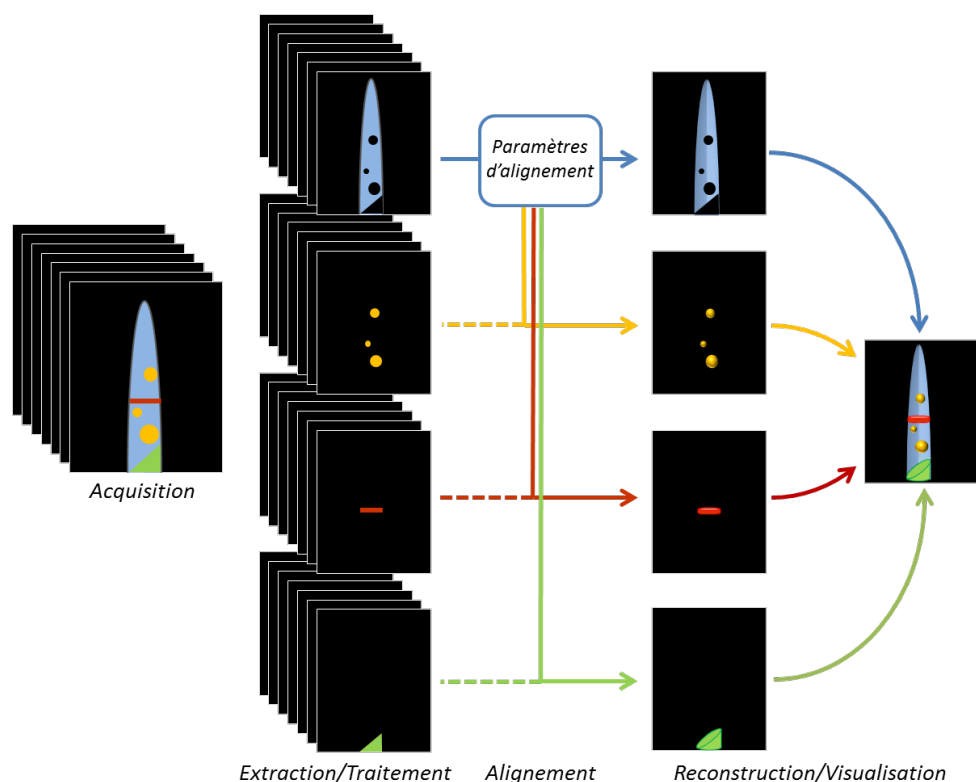 Paramètres
d'alignement
Acquisition
Extraction/Traitement
Alignement
Reconstruction/Visualisation